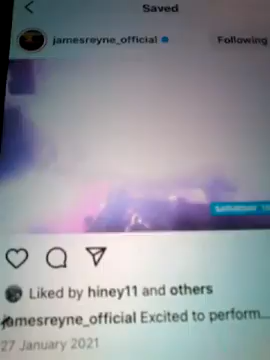 Saved
jamesreyne_official
Following
Liked by hiney11 and others
jamesreyne_official Excited to perform...
27 January 2021